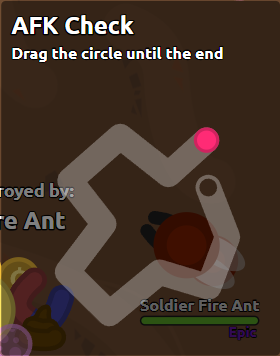 AFK Check
Drag the circle until the end
royed by:
re Ant
Soldier Fire Ant
Epic